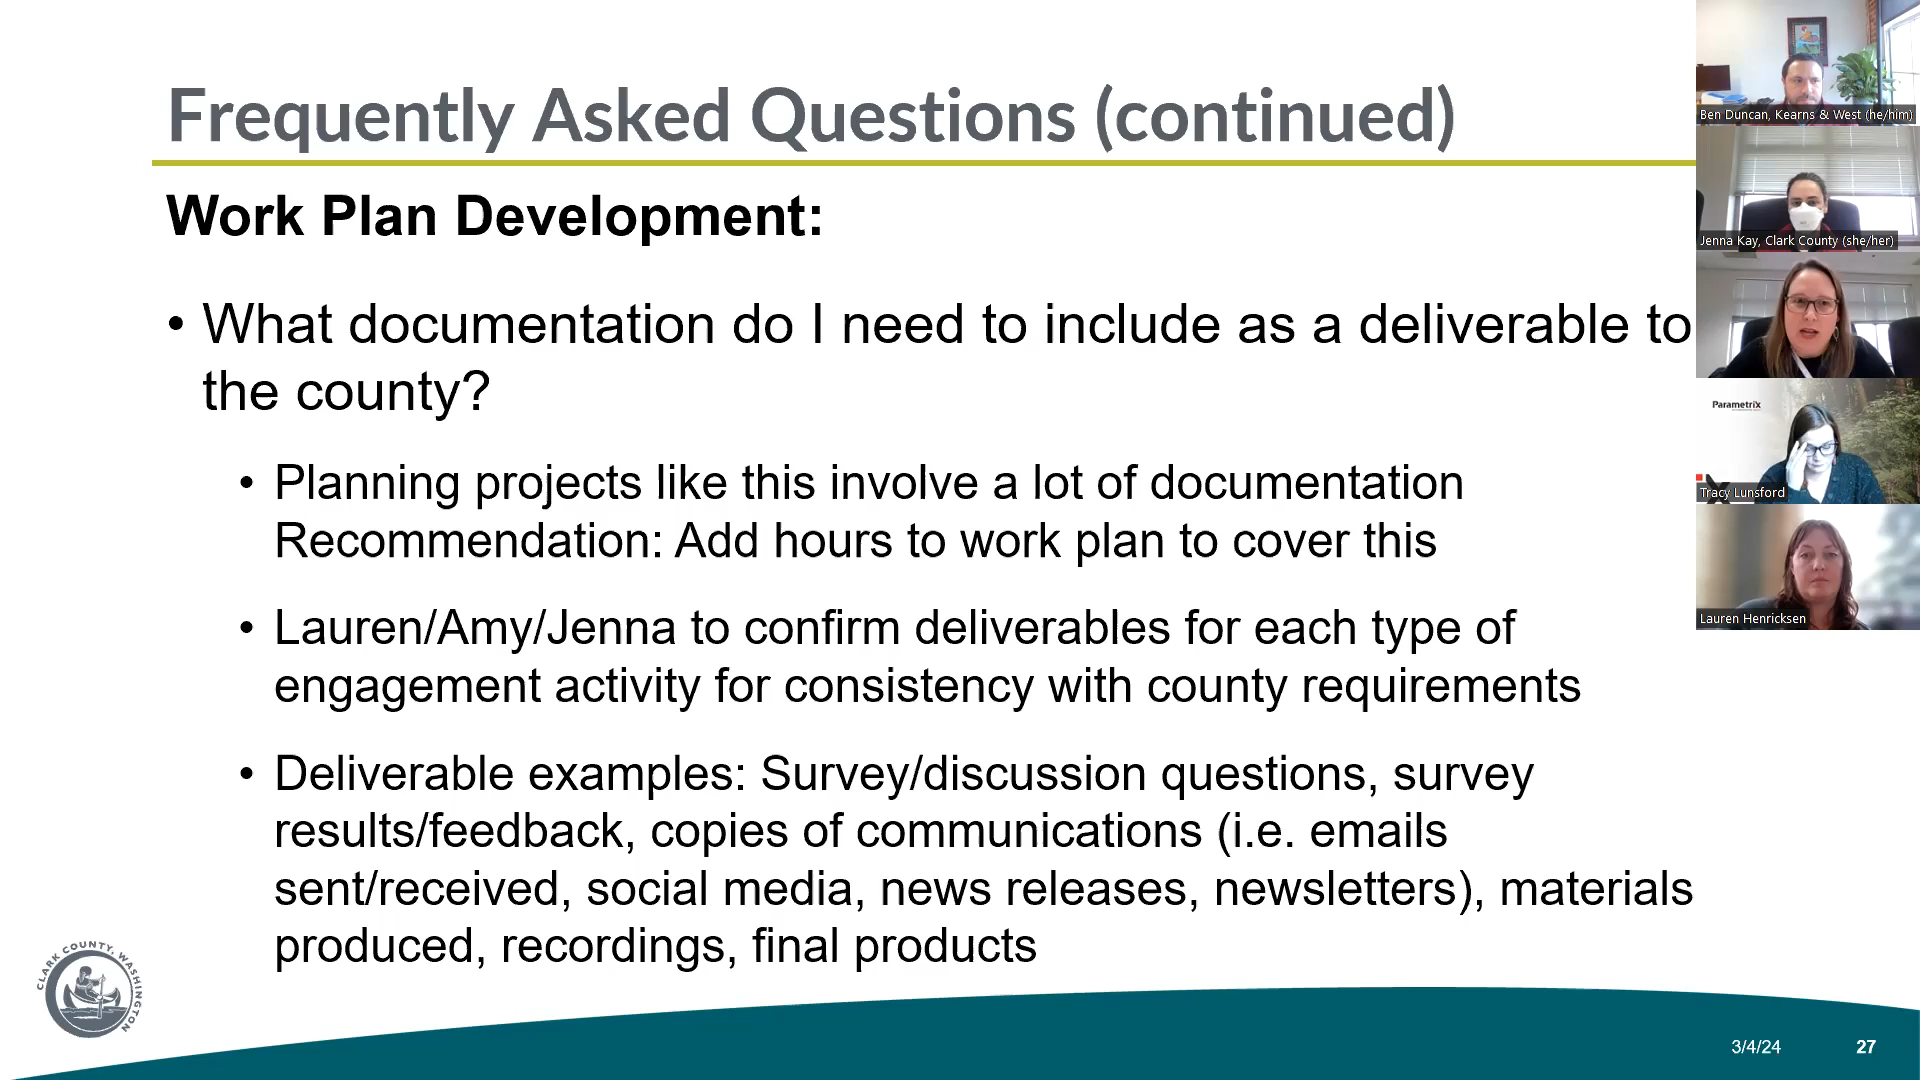 Frequently Asked Questions (continued)
Work Plan Development:
• What documentation do I need to include as a deliverable to
the county?
• Planning projects like this involve a lot of documentation
Recommendation: Add hours to work plan to cover this
• Lauren/Amy/Jenna to confirm deliverables for each type of
engagement activity for consistency with county requirements
• Deliverable examples: Survey/discussion questions, survey
results/feedback, copies of communications (i.e. emails
sent/received, social media, news releases, newsletters), materials
produced, recordings, final products
CLARK COUNTY, WASHINGTON
3/4/24
27
Ben Duncan, Kearns & West (he/him)
Jenna Kay, Clark County (she/her)
Parametrix
Tracy Lunsford
Lauren Henricksen